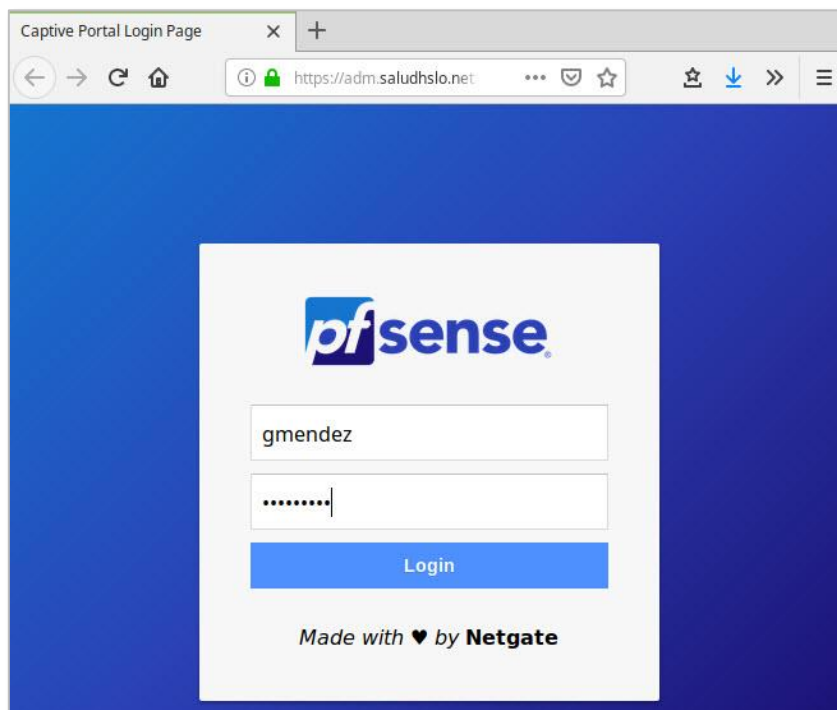 Captive Portal Login Page
https://adm.saludhslo.net
pfsense
gmendez
•••••••••
Login
Made with ♥ by Netgate